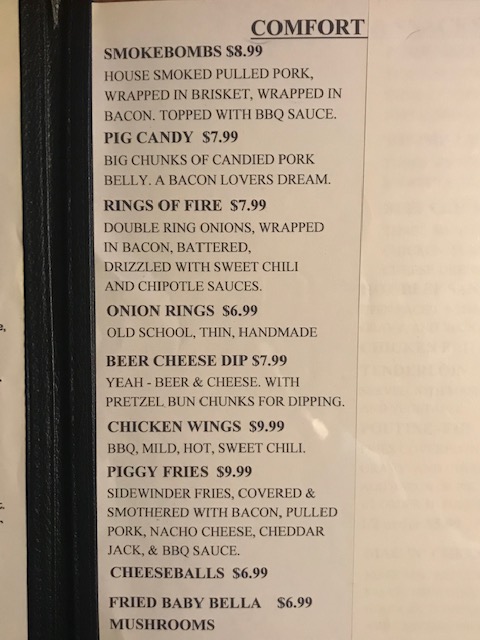 COMFORT
SMOKEBOMBS $8.99
HOUSE SMOKED PULLED PORK,
WRAPPED IN BRISKET, WRAPPED IN
BACON. TOPPED WITH BBQ SAUCE.
PIG CANDY $7.99
BIG CHUNKS OF CANDIED PORK
BELLY. A BACON LOVERS DREAM.
RINGS OF FIRE $7.99
DOUBLE RING ONIONS, WRAPPED
IN BACON, BATTERED,
DRIZZLED WITH SWEET CHILI
AND CHIPOTLE SAUCES.
ONION RINGS $6.99
OLD SCHOOL, THIN, HANDMADE
BEER CHEESE DIP $7.99
YEAH - BEER & CHEESE. WITH
PRETZEL BUN CHUNKS FOR DIPPING.
CHICKEN WINGS $9.99
BBQ, MILD, HOT, SWEET CHILI.
PIGGY FRIES $9.99
SIDEWINDER FRIES, COVERED &
SMOTHERED WITH BACON, PULLED
PORK, NACHO CHEESE, CHEDDAR
JACK, & BBQ SAUCE.
CHEESEBALLS $6.99
FRIED BABY BELLA $6.99
MUSHROOMS